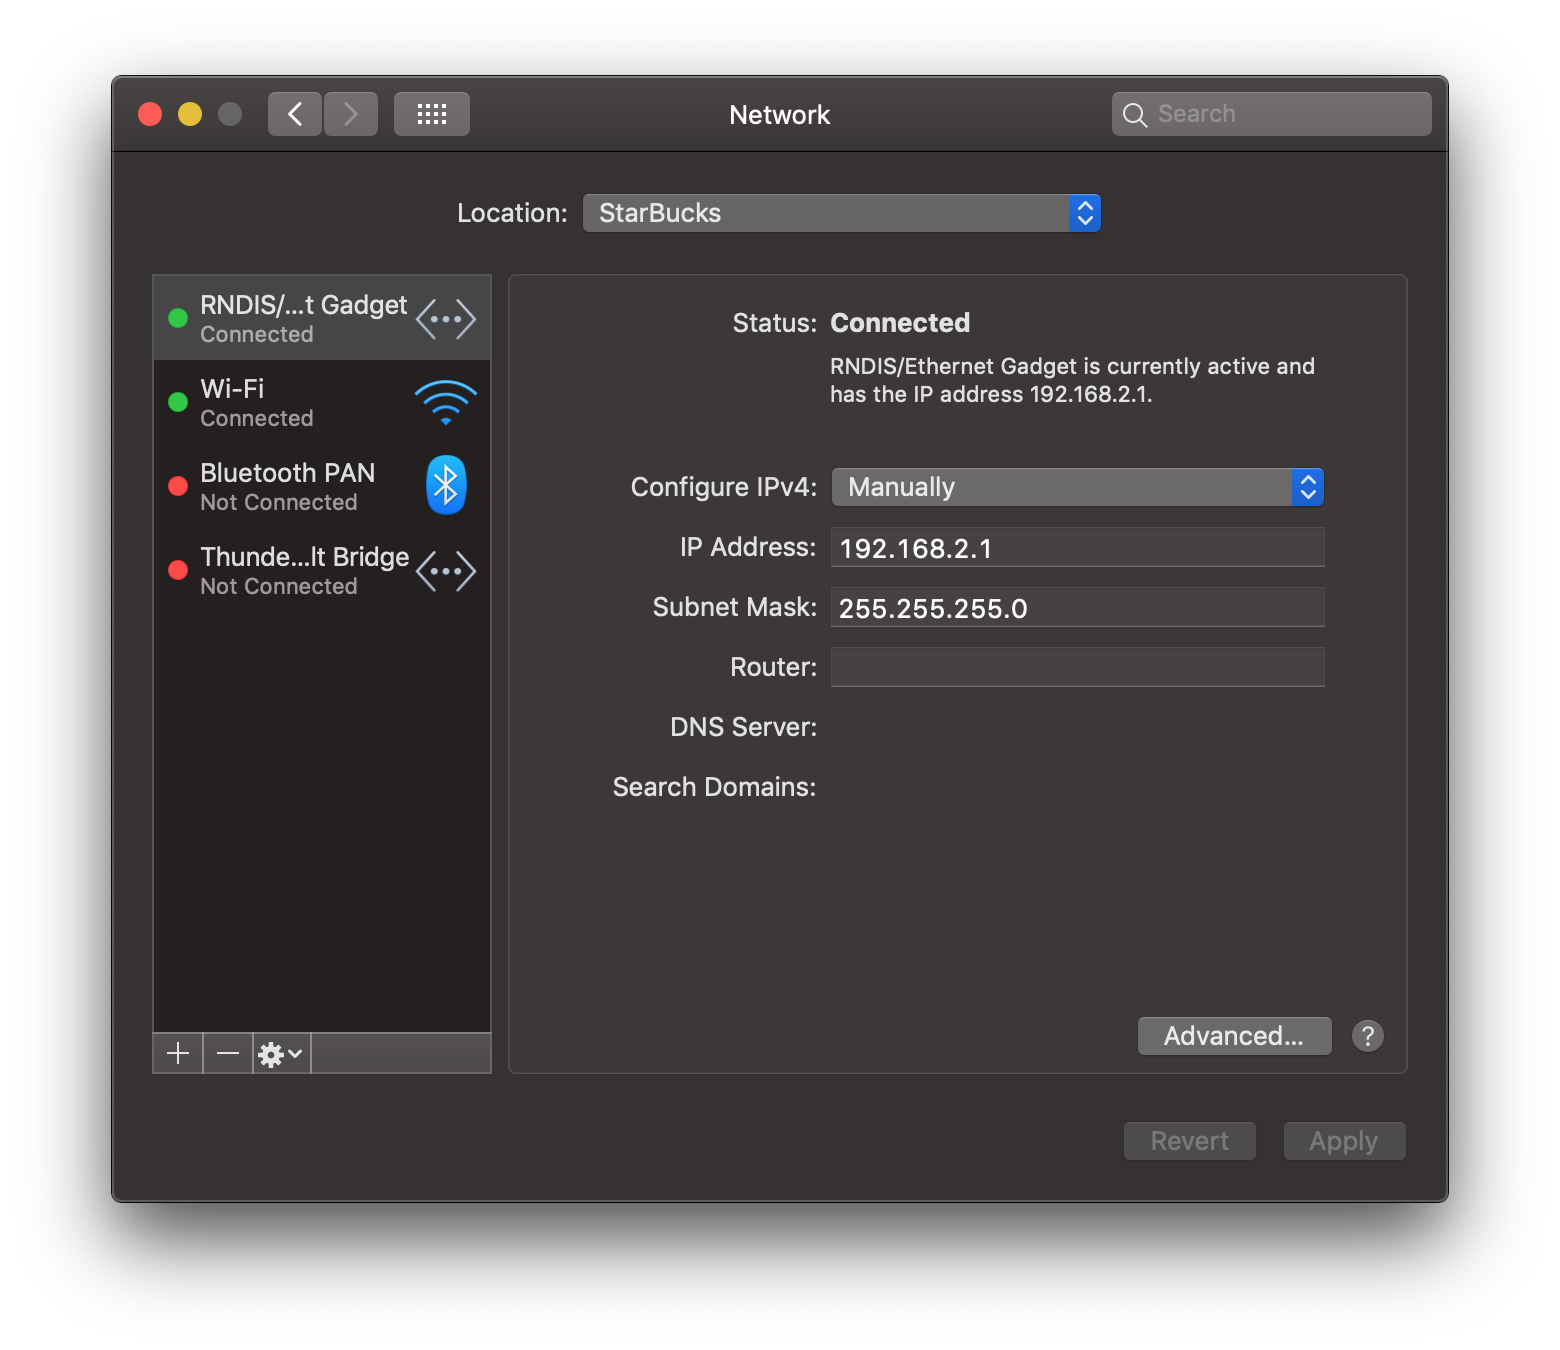 Network
Search
Location: StarBucks
RNDIS/...t Gadget
Connected
Wi-Fi
Connected
Bluetooth PAN
Not Connected
Thunde...lt Bridge
Not Connected
Status: Connected
RNDIS/Ethernet Gadget is currently active and
has the IP address 192.168.2.1.
Configure IPv4: Manually
IP Address: 192.168.2.1
Subnet Mask: 255.255.255.0
Router:
DNS Server:
Search Domains:
Advanced...
?
Revert
Apply